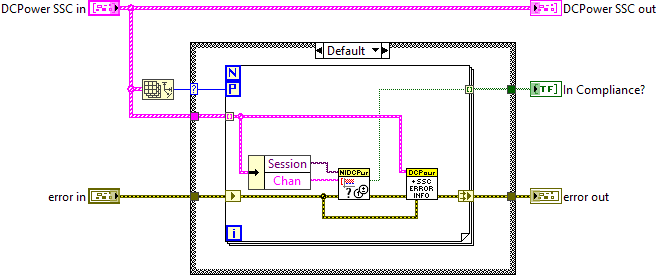 DCPower SSC in
DCPower SSC out
Default
N
P
?
TF
In Compliance?
Session
Chan
NIDCPwr
?
DCPwr
+SSC
ERROR
INFO
error in
error out
i